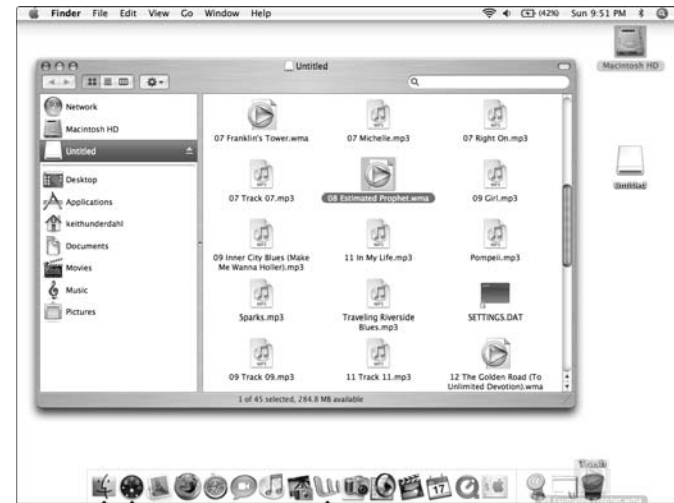 Finder File Edit View Go Window Help (42%) Sun 9:51 PM
Macintosh HD
Untitled
Network
Macintosh HD
Untitled
Desktop
Applications
keithunderdahl
Documents
Movies
Music
Pictures
07 Franklin's Tower.wma 07 Michelle.mp3 07 Right On.mp3
07 Track 07.mp3 08 Estimated Prophet.wma 09 Girl.mp3
09 Inner City Blues (Make
Me Wanna Holler).mp3 11 In My Life.mp3 Pompeii.mp3
Sparks.mp3 Traveling Riverside
Blues.mp3 SETTINGS.DAT
09 Track 09.mp3 11 Track 11.mp3 12 The Golden Road (To
Unlimited Devotion).wma
1 of 45 selected, 284.8 MB available
Untitled
17
Trash
Estimated Prophet.wma